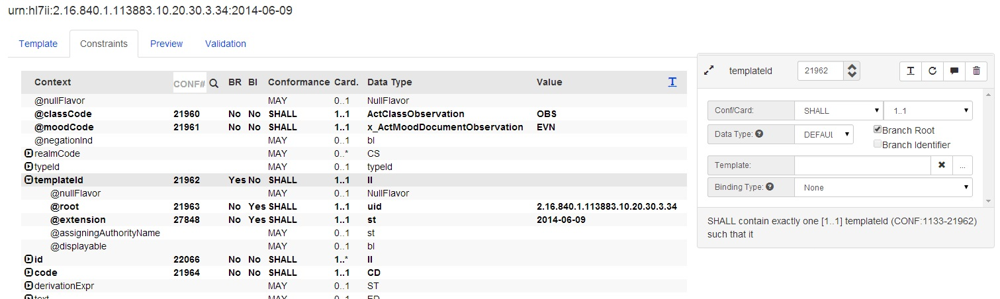 urn:hl7ii:2.16.840.1.113883.10.20.30.3.34:2014-06-09
Template Constraints Preview Validation
Context CONF# BR BI Conformance Card. Data Type Value T
@nullFlavor MAY 0..1 NullFlavor
@classCode 21960 No No SHALL 1..1 ActClassObservation OBS
@moodCode 21961 No No SHALL 1..1 x_ActMoodDocumentObservation EVN
@negationInd MAY 0..1 bl
realmCode MAY 0..* CS
typeId MAY 0..1 typeId
templateId 21962 Yes No SHALL 1..1 II
@nullFlavor MAY 0..1 NullFlavor
@root 21963 No Yes SHALL 1..1 uid 2.16.840.1.113883.10.20.30.3.34
@extension 27848 No Yes SHALL 1..1 st 2014-06-09
@assigningAuthorityName MAY 0..1 st
@displayable MAY 0..1 bl
id 22066 No No SHALL 1..* II
code 21964 No No SHALL 1..1 CD
derivationExpr MAY 0..1 ST
text MAY 0..1 ED
templateId 21962 T
Conf/Card: SHALL 1..1
Data Type: ? DEFAUL Branch Root
Branch Identifier
Template: ...
Binding Type: ? None
SHALL contain exactly one [1..1] templateId (CONF:1133-21962)
such that it